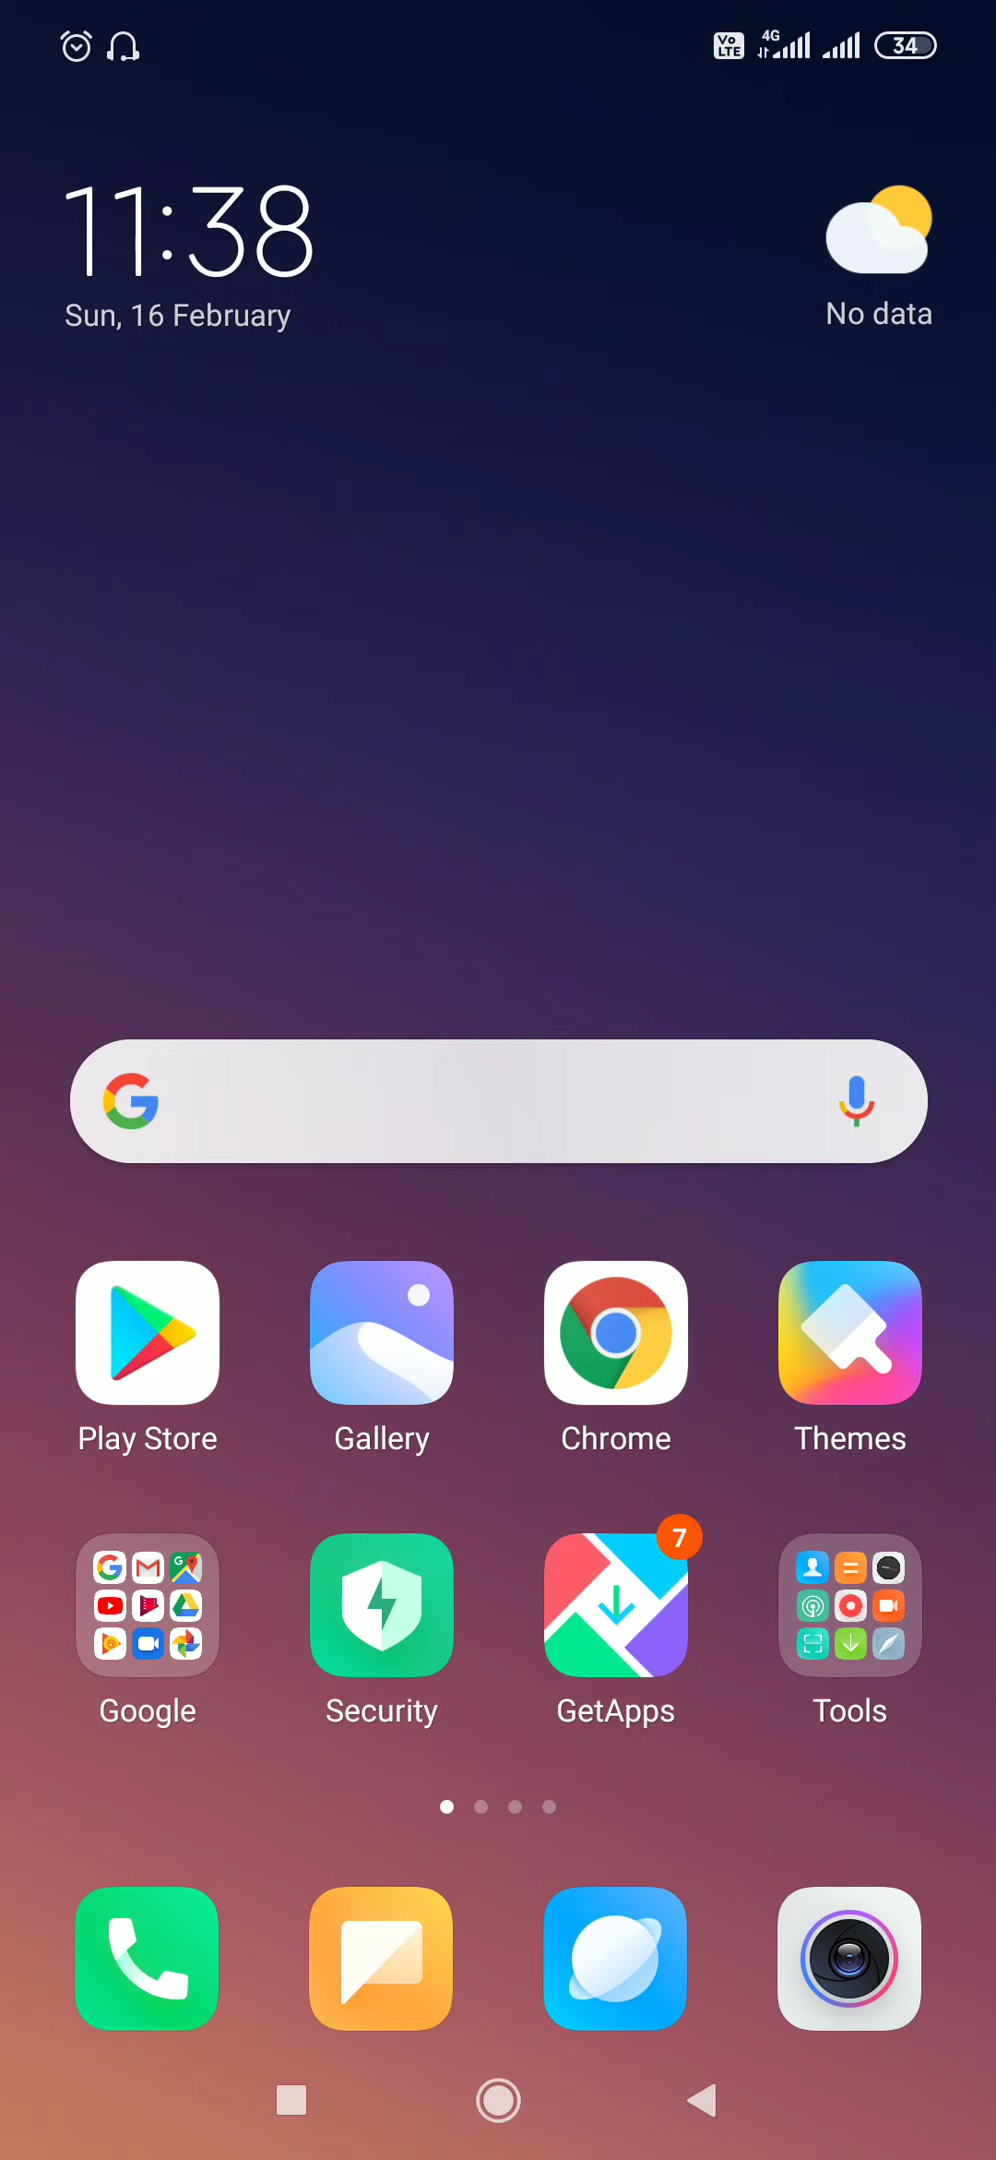 Vo LTE 4G 34
11:38
Sun, 16 February
No data
Play Store Gallery Chrome Themes
7
Google Security GetApps Tools